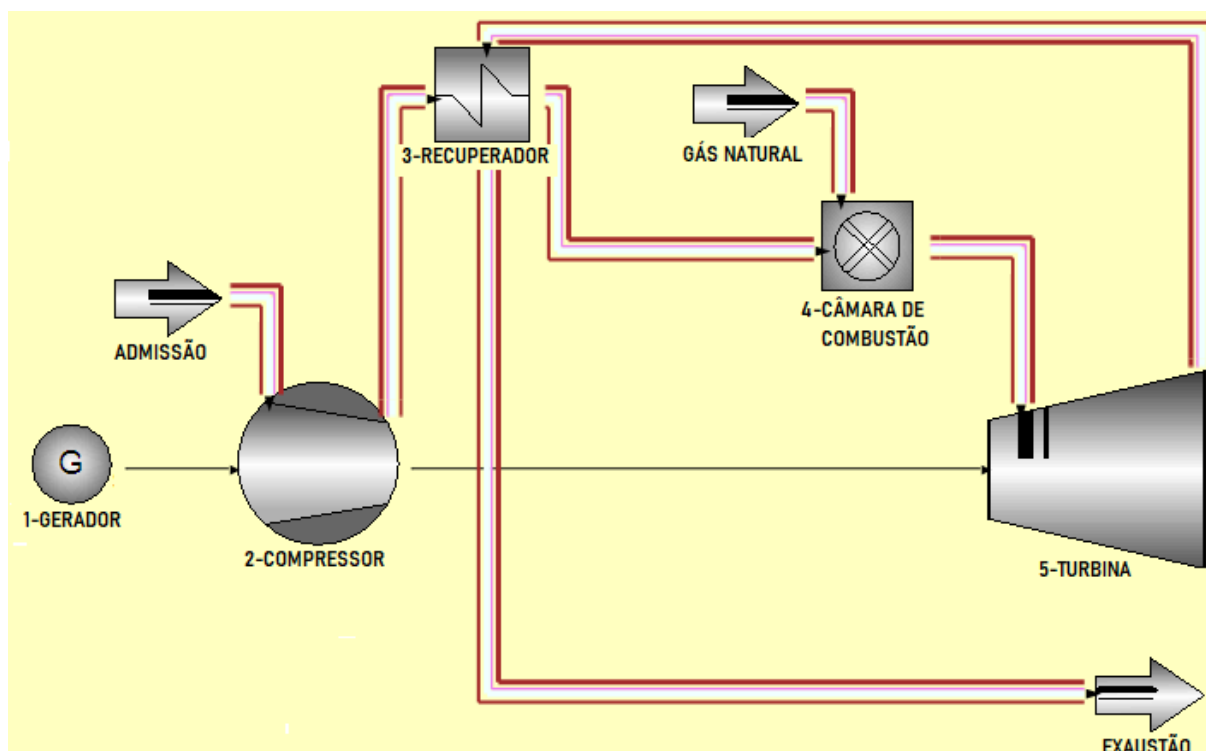 3-RECUPERADOR
GÁS NATURAL
ADMISSÃO
4-CÂMARA DE
COMBUSTÃO
G
1-GERADOR
2-COMPRESSOR
5-TURBINA
EXAUSTÃO